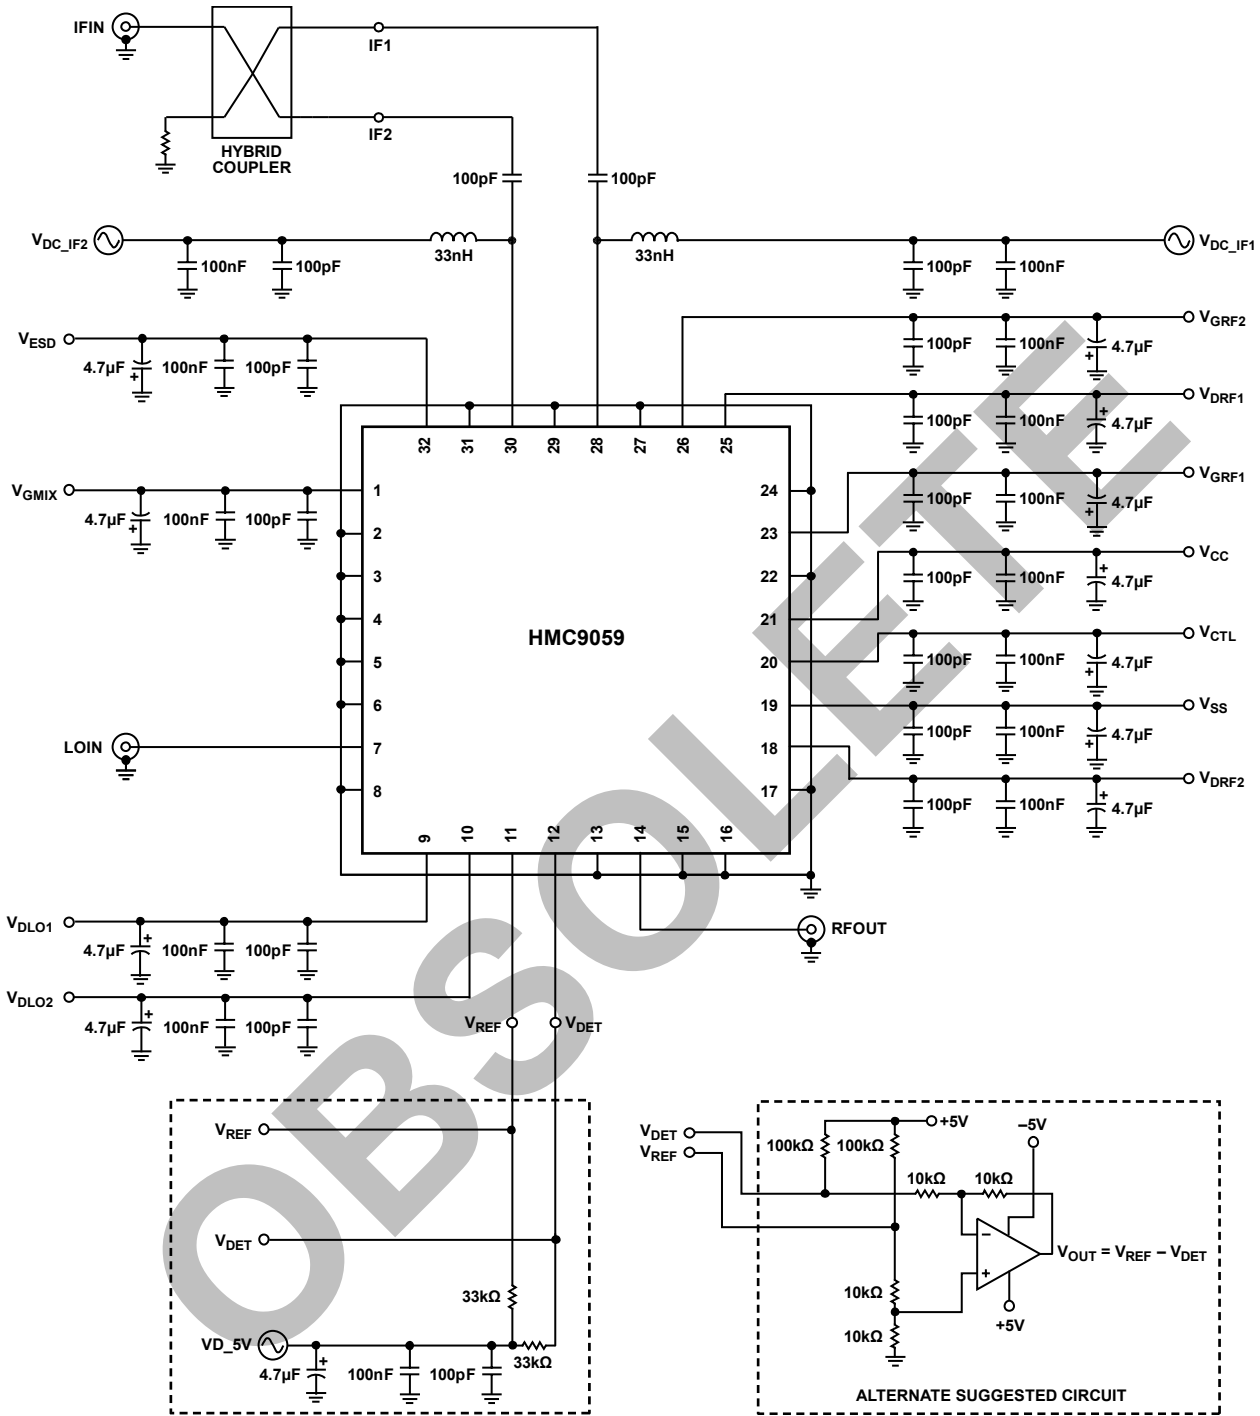 IFIN
IF1
IF2
HYBRID
COUPLER
100pF
100pF
VDC_IF2
100nF
100pF
33nH
33nH
100pF
100nF
VDC_IF1
VESD
4.7µF
+
100nF
100pF
100pF
100nF
+
4.7µF
VGRF2
100pF
100nF
+
4.7µF
VDRF1
32
31
30
29
28
27
26
25
VGMIX
4.7µF
+
100nF
100pF
100pF
100nF
+
4.7µF
VGRF1
1
2
3
4
5
6
7
8
HMC9059
24
23
22
21
20
19
18
17
100pF
100nF
+
4.7µF
VCC
100pF
100nF
+
4.7µF
VCTL
100pF
100nF
+
4.7µF
VSS
100pF
100nF
+
4.7µF
VDRF2
LOIN
9
10
11
12
13
14
15
16
RFOUT
VDLO1
4.7µF
+
100nF
100pF
VDLO2
4.7µF
+
100nF
100pF
VREF
VDET
VREF
VDET
33kΩ
33kΩ
VD_5V
4.7µF
+
100nF
100pF
VDET
VREF
100kΩ
100kΩ
+5V
–5V
10kΩ
10kΩ
–
+
VOUT = VREF – VDET
10kΩ
10kΩ
+5V
ALTERNATE SUGGESTED CIRCUIT
OBSOLETE